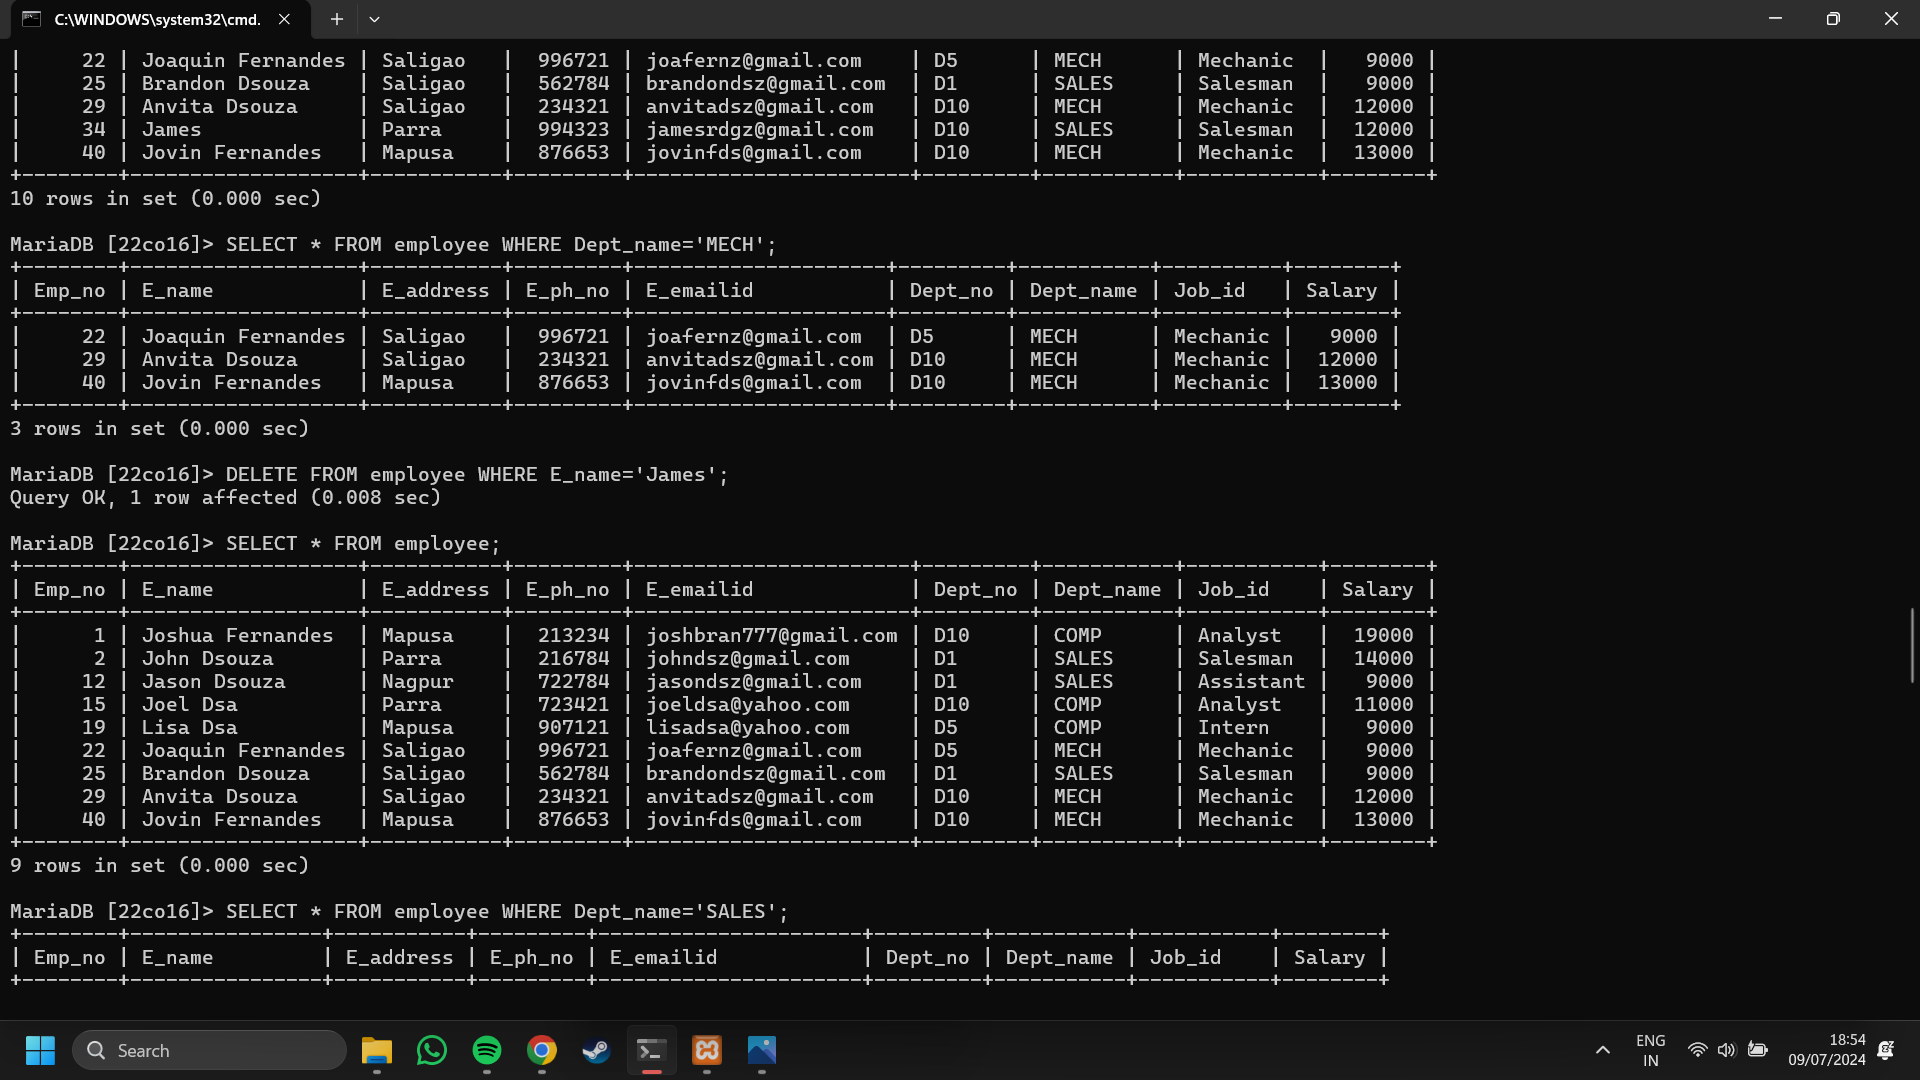 C:\WINDOWS\system32\cmd.
|     22 | Joaquin Fernandes | Saligao   |  996721 | joafernz@gmail.com    | D5      | MECH      | Mechanic  |   9000 |
|     25 | Brandon Dsouza    | Saligao   |  562784 | brandondsz@gmail.com  | D1      | SALES     | Salesman  |   9000 |
|     29 | Anvita Dsouza     | Saligao   |  234321 | anvitadsz@gmail.com   | D10     | MECH      | Mechanic  |  12000 |
|     34 | James             | Parra     |  994323 | jamesrdgz@gmail.com   | D10     | SALES     | Salesman  |  12000 |
|     40 | Jovin Fernandes   | Mapusa    |  876653 | jovinfds@gmail.com    | D10     | MECH      | Mechanic  |  13000 |
+--------+-------------------+-----------+---------+-----------------------+---------+-----------+-----------+--------+
10 rows in set (0.000 sec)
MariaDB [22co16]> SELECT * FROM employee WHERE Dept_name='MECH';
+--------+-------------------+-----------+---------+---------------------+---------+-----------+----------+--------+
| Emp_no | E_name            | E_address | E_ph_no | E_emailid           | Dept_no | Dept_name | Job_id   | Salary |
+--------+-------------------+-----------+---------+---------------------+---------+-----------+----------+--------+
|     22 | Joaquin Fernandes | Saligao   |  996721 | joafernz@gmail.com  | D5      | MECH      | Mechanic |   9000 |
|     29 | Anvita Dsouza     | Saligao   |  234321 | anvitadsz@gmail.com | D10     | MECH      | Mechanic |  12000 |
|     40 | Jovin Fernandes   | Mapusa    |  876653 | jovinfds@gmail.com  | D10     | MECH      | Mechanic |  13000 |
+--------+-------------------+-----------+---------+---------------------+---------+-----------+----------+--------+
3 rows in set (0.000 sec)
MariaDB [22co16]> DELETE FROM employee WHERE E_name='James';
Query OK, 1 row affected (0.008 sec)
MariaDB [22co16]> SELECT * FROM employee;
+--------+-------------------+-----------+---------+-----------------------+---------+-----------+-----------+--------+
| Emp_no | E_name            | E_address | E_ph_no | E_emailid             | Dept_no | Dept_name | Job_id    | Salary |
+--------+-------------------+-----------+---------+-----------------------+---------+-----------+-----------+--------+
|      1 | Joshua Fernandes  | Mapusa    |  213234 | joshbran777@gmail.com | D10     | COMP      | Analyst   |  19000 |
|      2 | John Dsouza       | Parra     |  216784 | johndsz@gmail.com     | D1      | SALES     | Salesman  |  14000 |
|     12 | Jason Dsouza      | Nagpur    |  722784 | jasondsz@gmail.com    | D1      | SALES     | Assistant |   9000 |
|     15 | Joel Dsa          | Parra     |  723421 | joeldsa@yahoo.com     | D10     | COMP      | Analyst   |  11000 |
|     19 | Lisa Dsa          | Mapusa    |  907121 | lisadsa@yahoo.com     | D5      | COMP      | Intern    |   9000 |
|     22 | Joaquin Fernandes | Saligao   |  996721 | joafernz@gmail.com    | D5      | MECH      | Mechanic  |   9000 |
|     25 | Brandon Dsouza    | Saligao   |  562784 | brandondsz@gmail.com  | D1      | SALES     | Salesman  |   9000 |
|     29 | Anvita Dsouza     | Saligao   |  234321 | anvitadsz@gmail.com   | D10     | MECH      | Mechanic  |  12000 |
|     40 | Jovin Fernandes   | Mapusa    |  876653 | jovinfds@gmail.com    | D10     | MECH      | Mechanic  |  13000 |
+--------+-------------------+-----------+---------+-----------------------+---------+-----------+-----------+--------+
9 rows in set (0.000 sec)
MariaDB [22co16]> SELECT * FROM employee WHERE Dept_name='SALES';
+--------+----------------+-----------+---------+----------------------+---------+-----------+-----------+--------+
| Emp_no | E_name         | E_address | E_ph_no | E_emailid            | Dept_no | Dept_name | Job_id    | Salary |
+--------+----------------+-----------+---------+----------------------+---------+-----------+-----------+--------+
Search
ENG
IN
18:54
09/07/2024